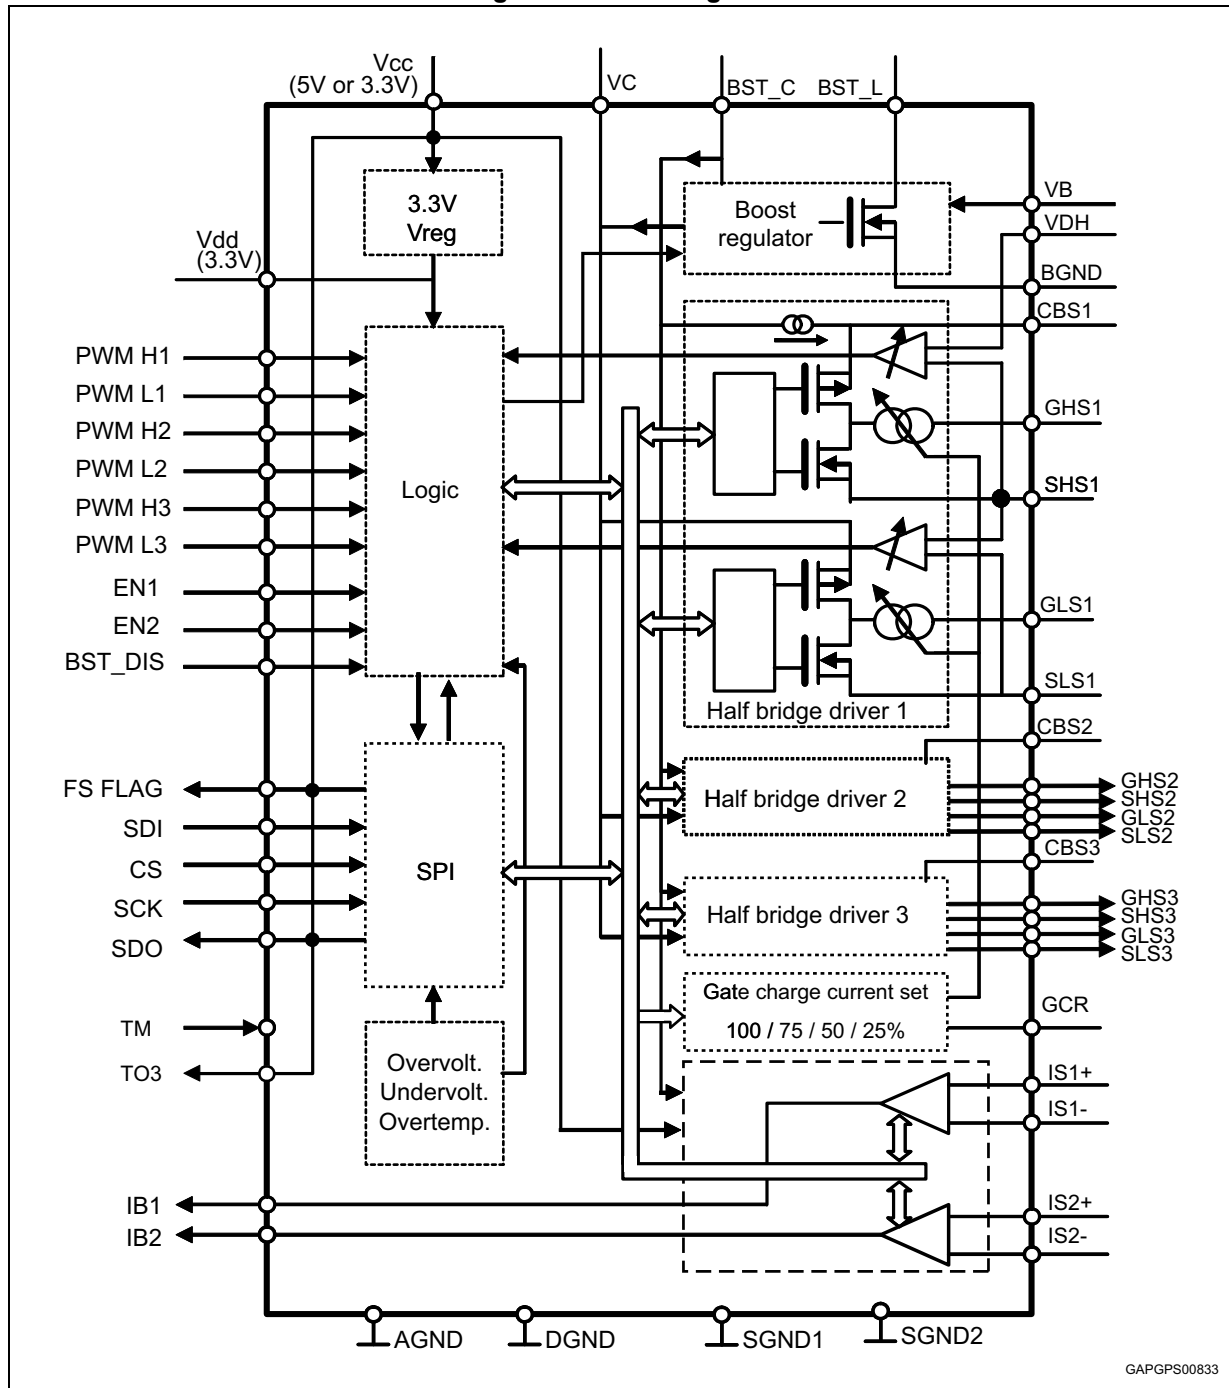 Vcc
(5V or 3.3V)
VC
BST_C
BST_L
3.3V
Vreg
Boost
regulator
VB
VDH
BGND
CBS1
Vdd
(3.3V)
PWM H1
PWM L1
PWM H2
PWM L2
PWM H3
PWM L3
EN1
EN2
BST_DIS
Logic
GHS1
SHS1
GLS1
SLS1
Half bridge driver 1
CBS2
FS FLAG
SDI
CS
SCK
SDO
SPI
Half bridge driver 2
GHS2
SHS2
GLS2
SLS2
CBS3
Half bridge driver 3
GHS3
SHS3
GLS3
SLS3
Gate charge current set
100 / 75 / 50 / 25%
GCR
TM
TO3
Overvolt.
Undervolt.
Overtemp.
IS1+
IS1-
IB1
IB2
IS2+
IS2-
AGND
DGND
SGND1
SGND2
GAPGPS00833